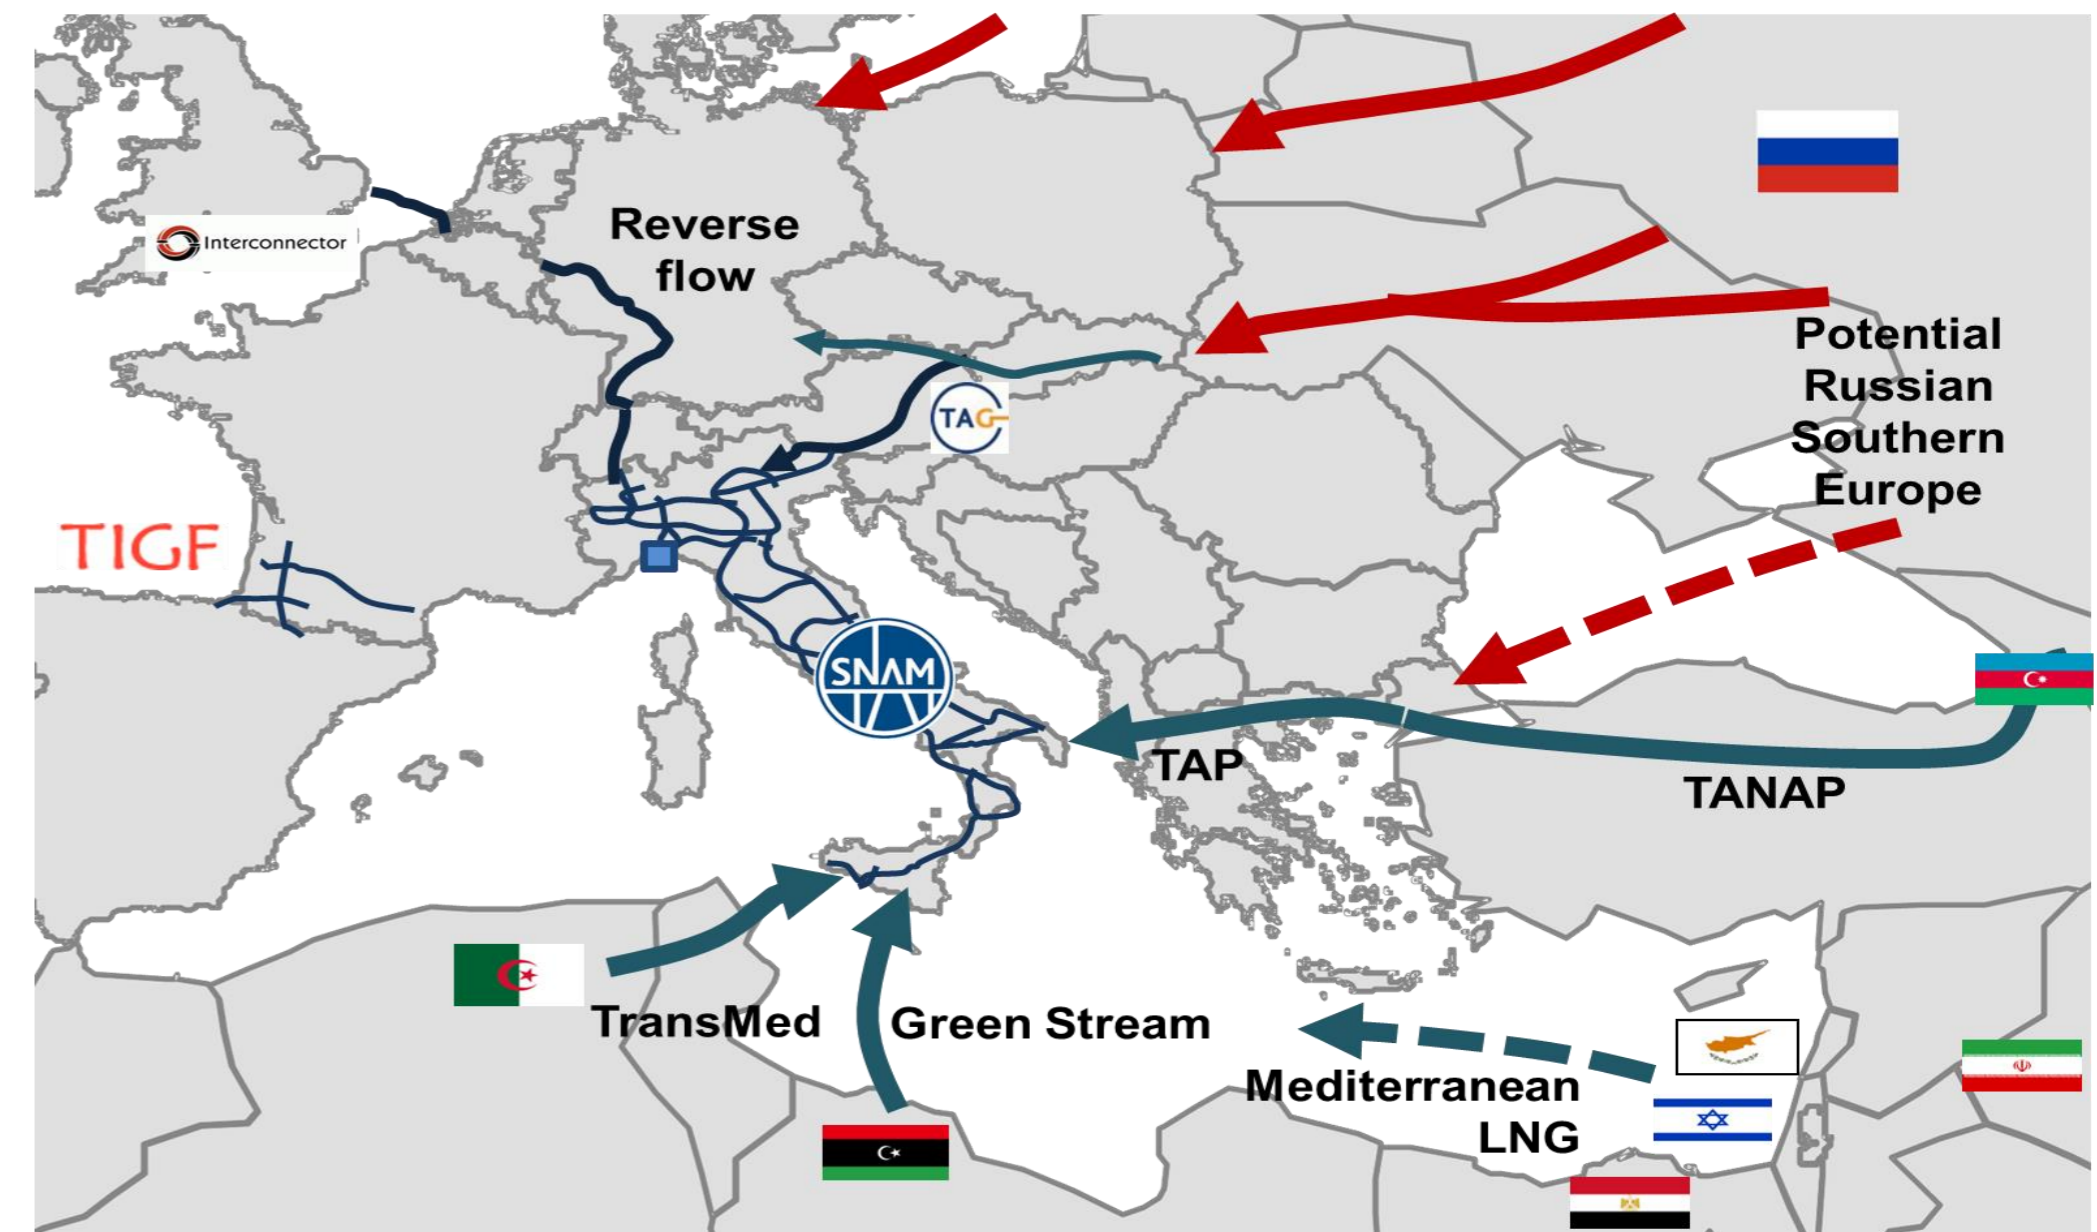 Reverse
flow
Interconnector
Potential
Russian
Southern
Europe
TAG
TIGF
SNAM
TAP
TANAP
TransMed
Green Stream
Mediterranean
LNG